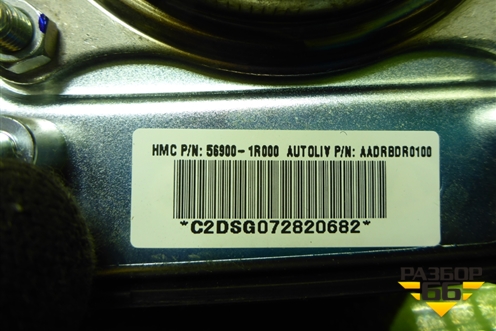 HMC P/N: 56900-1R000 AUTOLIV P/N: AADRBDR0100
*C2DSG072820682*
РАЗБОР
66